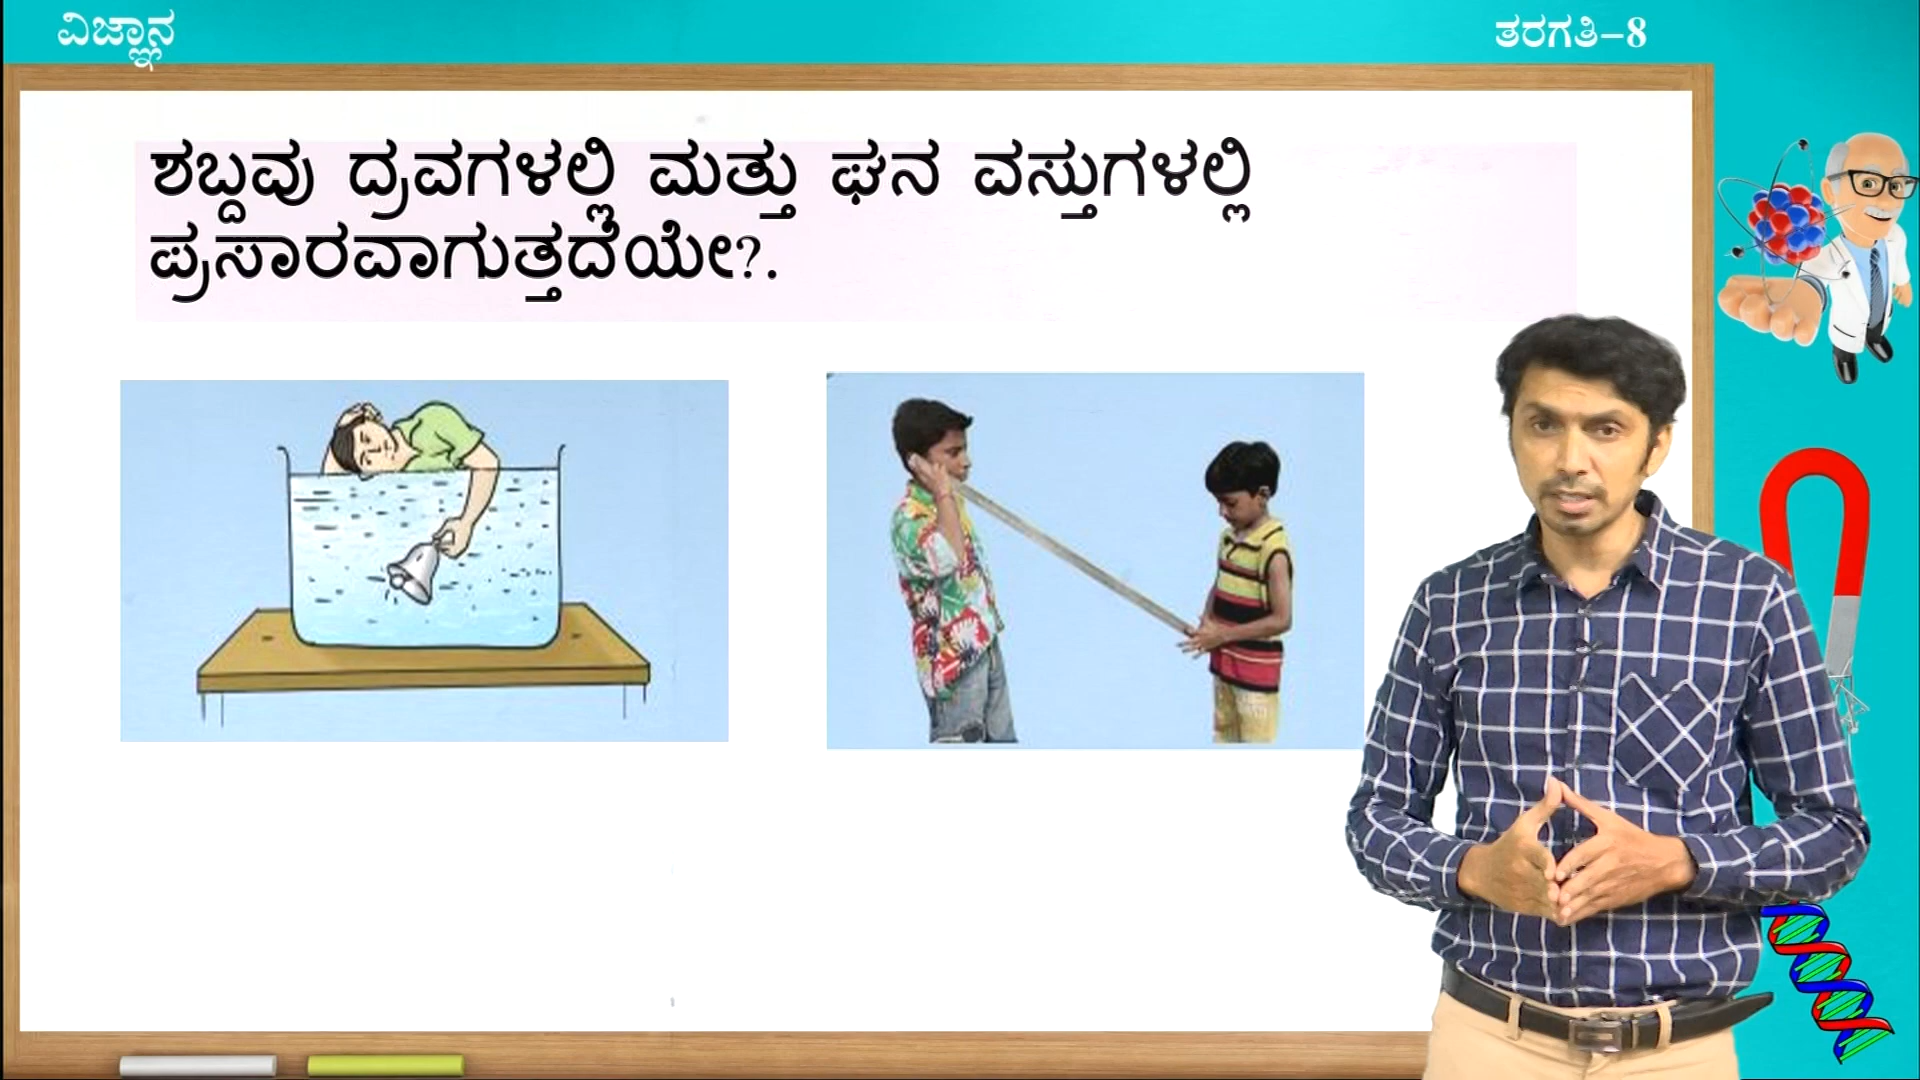 ವಿಜ್ಞಾನ
ತರಗತಿ–8
ಶಬ್ದವು ದ್ರವಗಳಲ್ಲಿ ಮತ್ತು ಘನ ವಸ್ತುಗಳಲ್ಲಿ
ಪ್ರಸಾರವಾಗುತ್ತದೆಯೇ?.